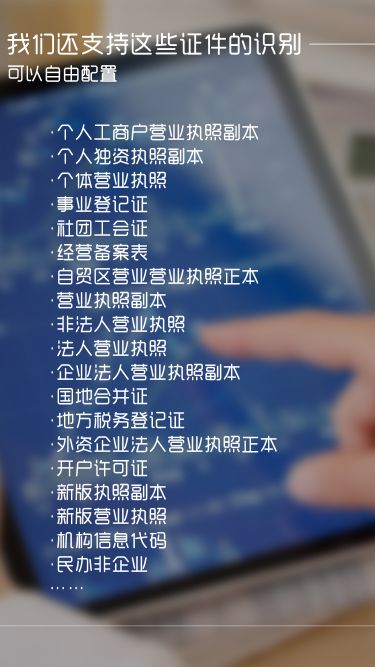 我们还支持这些证件的识别
可以自由配置
·个人工商户营业执照副本
·个人独资执照副本
·个体营业执照
·事业登记证
·社团工会证
·经营备案表
·自贸区营业营业执照正本
·营业执照副本
·非法人营业执照
·法人营业执照
·企业法人营业执照副本
·国地合并证
·地方税务登记证
·外资企业法人营业执照正本
·开户许可证
·新版执照副本
·新版营业执照
·机构信息代码
·民办非企业
……